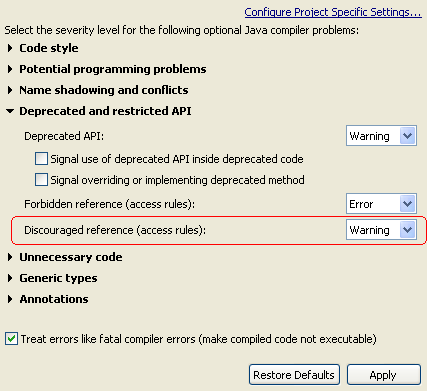 Configure Project Specific Settings...
Select the severity level for the following optional Java compiler problems:
Code style
Potential programming problems
Name shadowing and conflicts
Deprecated and restricted API
Deprecated API: Warning
Signal use of deprecated API inside deprecated code
Signal overriding or implementing deprecated method
Forbidden reference (access rules): Error
Discouraged reference (access rules): Warning
Unnecessary code
Generic types
Annotations
Treat errors like fatal compiler errors (make compiled code not executable)
Restore Defaults Apply